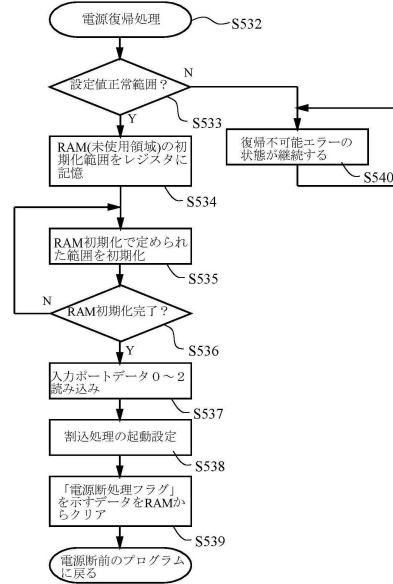 電源復帰処理
S532
設定値正常範囲？
N
S533
Y
RAM(未使用領域)の初
期化範囲をレジスタに
記憶
S534
復帰不可能エラーの
状態が継続する
S540
RAM初期化で定められ
た範囲を初期化
S535
N
RAM初期化完了？
S536
Y
入力ポートデータ０～２
読み込み
S537
割込処理の起動設定
S538
「電源断処理フラグ」
を示すデータをRAMか
らクリア
S539
電源断前のプログラム
に戻る